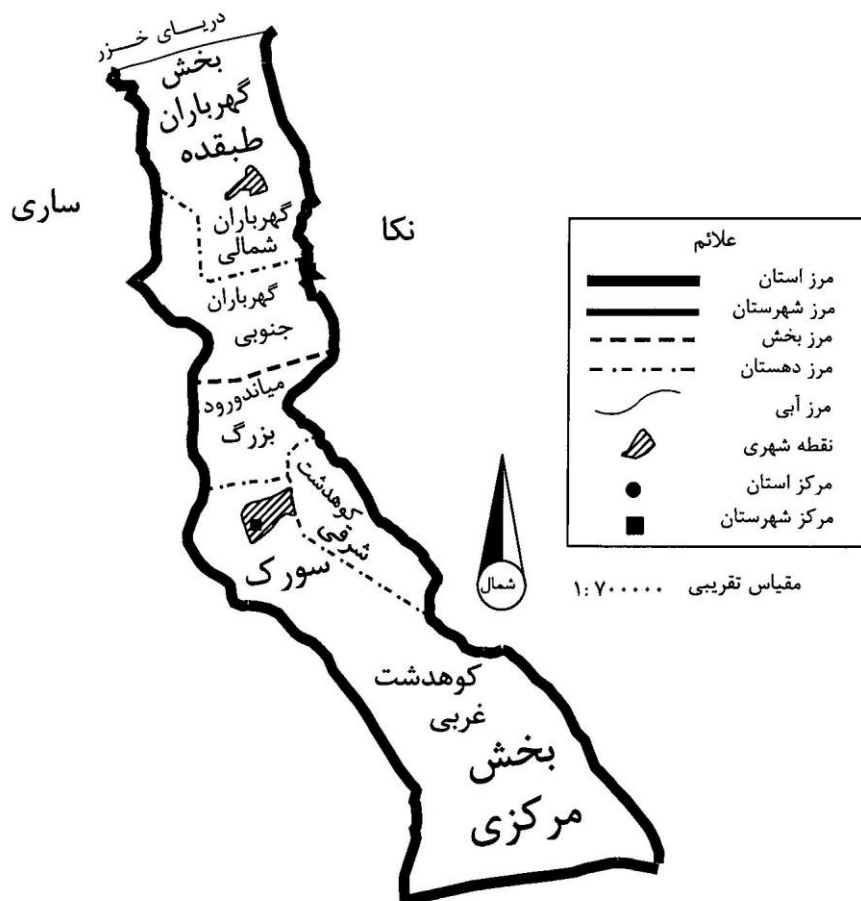 دریای خزر
بخش
گهرباران
طبقده
ساری
نکا
گهرباران
شمالی
گهرباران
جنوبی
میاندورود
بزرگ
کوهدشت
شرقی
سورک
کوهدشت
غربی
بخش
مرکزی
علائم
مرز استان
مرز شهرستان
مرز بخش
مرز دهستان
مرز آبی
نقطه شهری
مرکز استان
مرکز شهرستان
شمال
مقیاس تقریبی ۱:۷۰۰۰۰۰